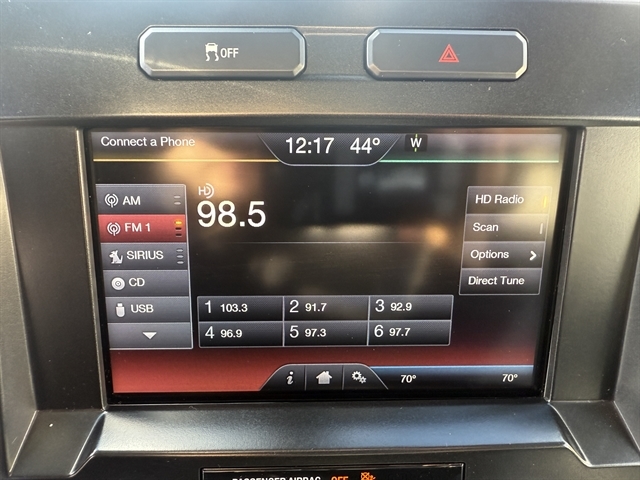 OFF
Connect a Phone 12:17 44° W
HD
98.5
AM
FM 1
SIRIUS
CD
USB
HD Radio
Scan
Options
Direct Tune
1 103.3 2 91.7 3 92.9
4 96.9 5 97.3 6 97.7
i 70° 70°
PASSENGER AIRBAG OFF